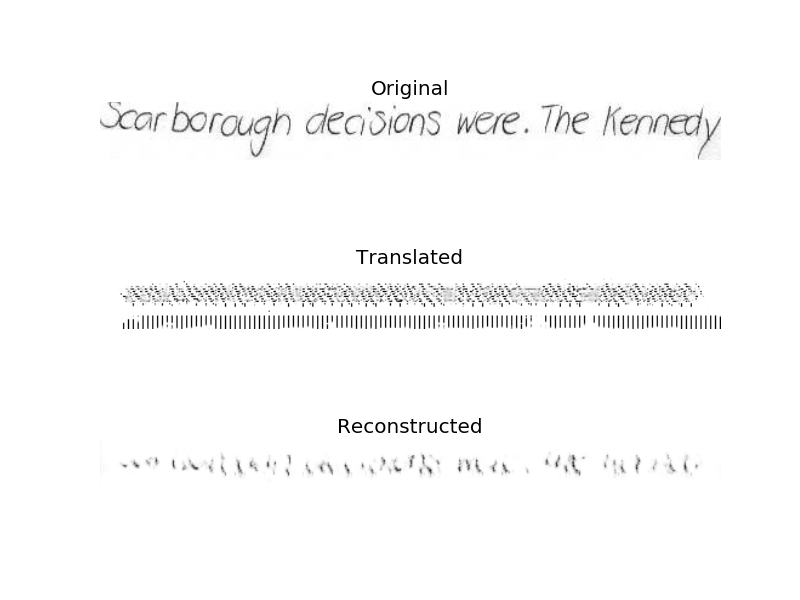 Original
Scarborough decisions were. The Kennedy
Translated
Reconstructed